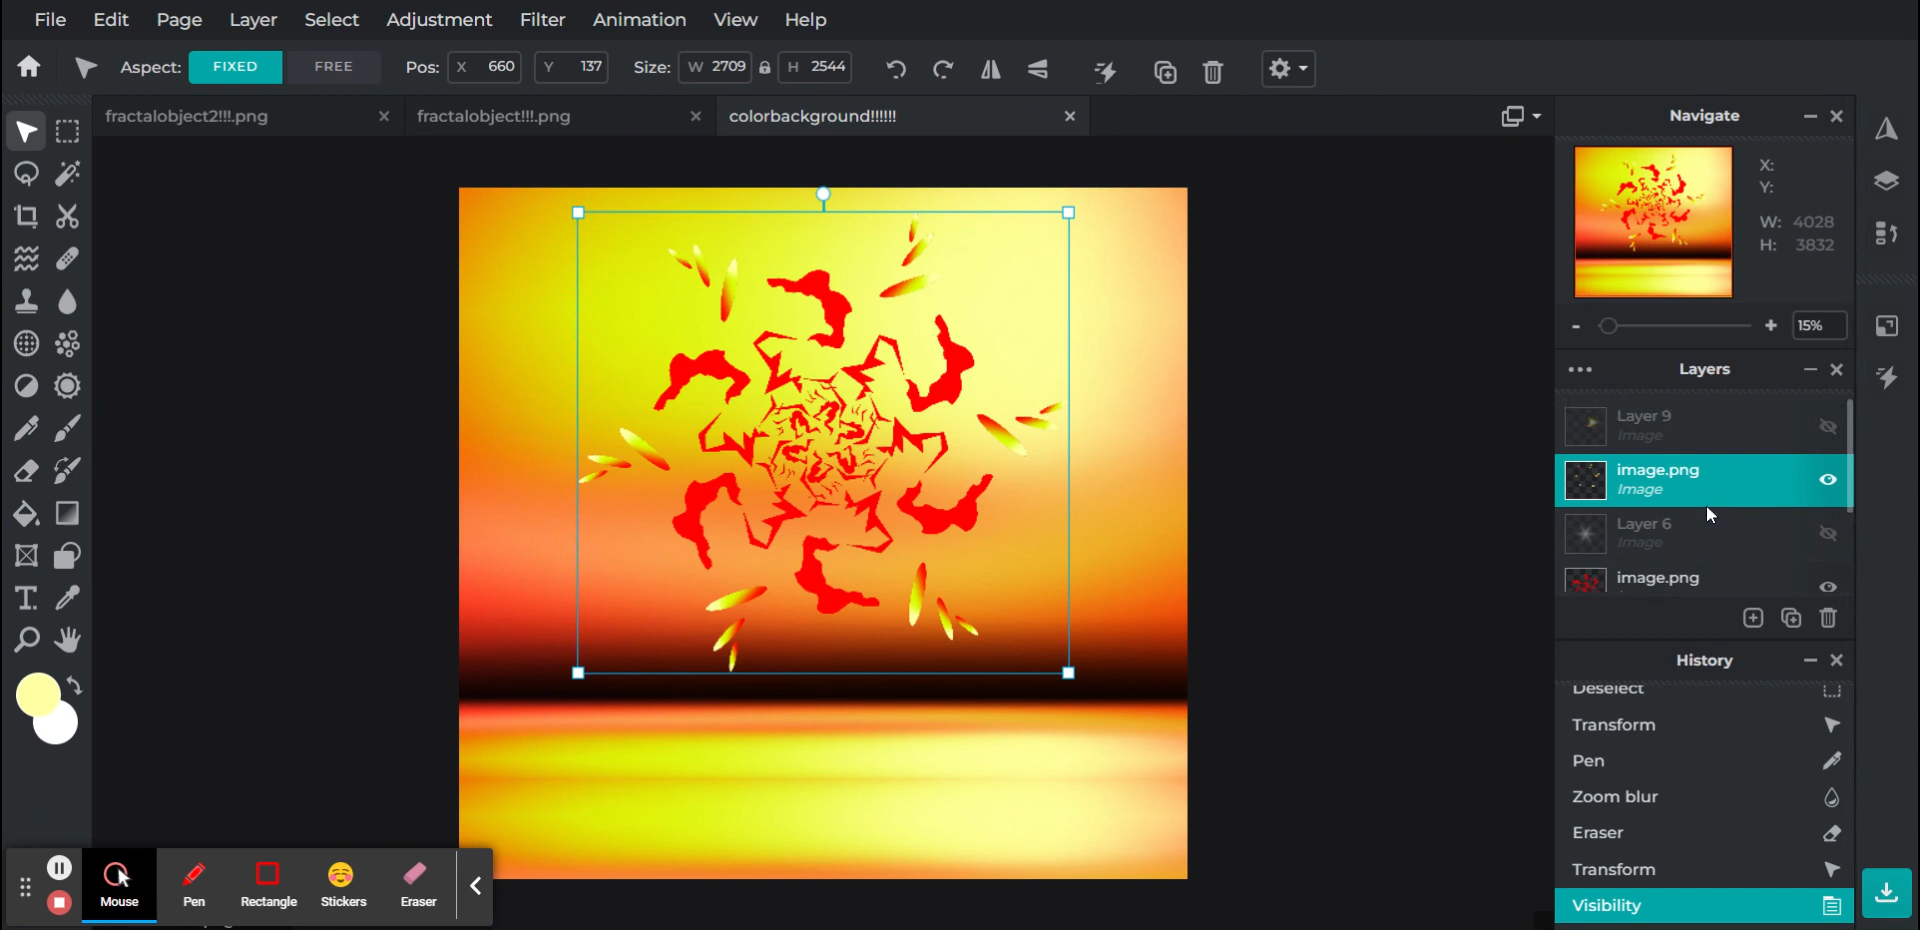 File Edit Page Layer Select Adjustment Filter Animation View Help
Aspect: FIXED FREE Pos: X 660 Y 137 Size: W 2709 H 2544
fractalobject2!!!.png fractalobject!!!.png colorbackground!!!!!!
Navigate
X:
Y:
W: 4028
H: 3832
- + 15%
Layers
Layer 9
Image
image.png
Image
Layer 6
Image
image.png
History
Deselect
Transform
Pen
Zoom blur
Eraser
Transform
Visibility
Mouse Pen Rectangle Stickers Eraser